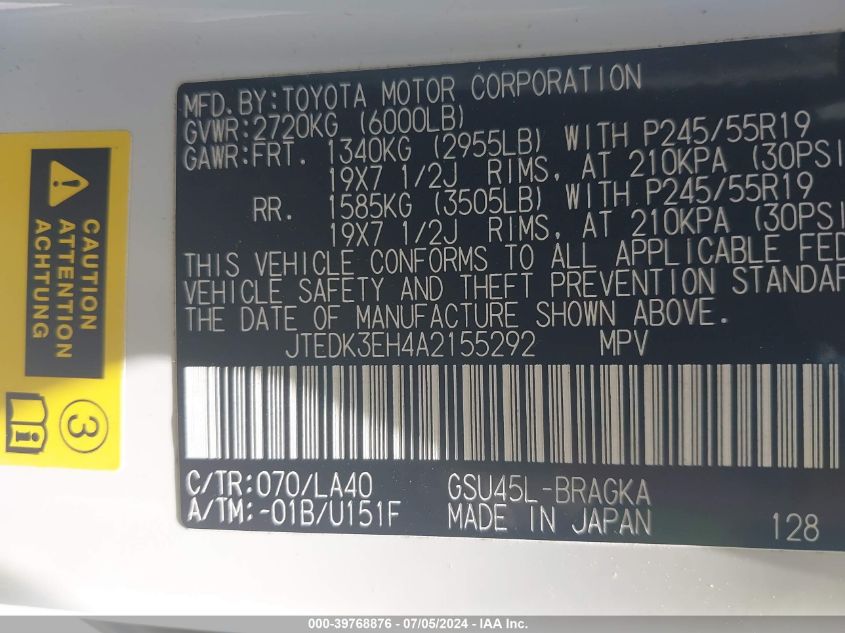 MFD. BY: TOYOTA MOTOR CORPORATION
GVWR: 2720KG (6000LB)
GAWR: FRT. 1340KG (2955LB) WITH P245/55R19
19X7 1/2J RIMS, AT 210KPA (30PSI
RR. 1585KG (3505LB) WITH P245/55R19
19X7 1/2J RIMS, AT 210KPA (30PSI
THIS VEHICLE CONFORMS TO ALL APPLICABLE FED
VEHICLE SAFETY AND THEFT PREVENTION STANDAR
THE DATE OF MANUFACTURE SHOWN ABOVE.
JTEDK3EH4A2155292 MPV
C/TR: 070/LA40 GSU45L-BRAGKA
A/TM: -01B/U151F MADE IN JAPAN 128
CAUTION
ATTENTION
ACHTUNG
i 3
000-39768876 - 07/05/2024 - IAA Inc.